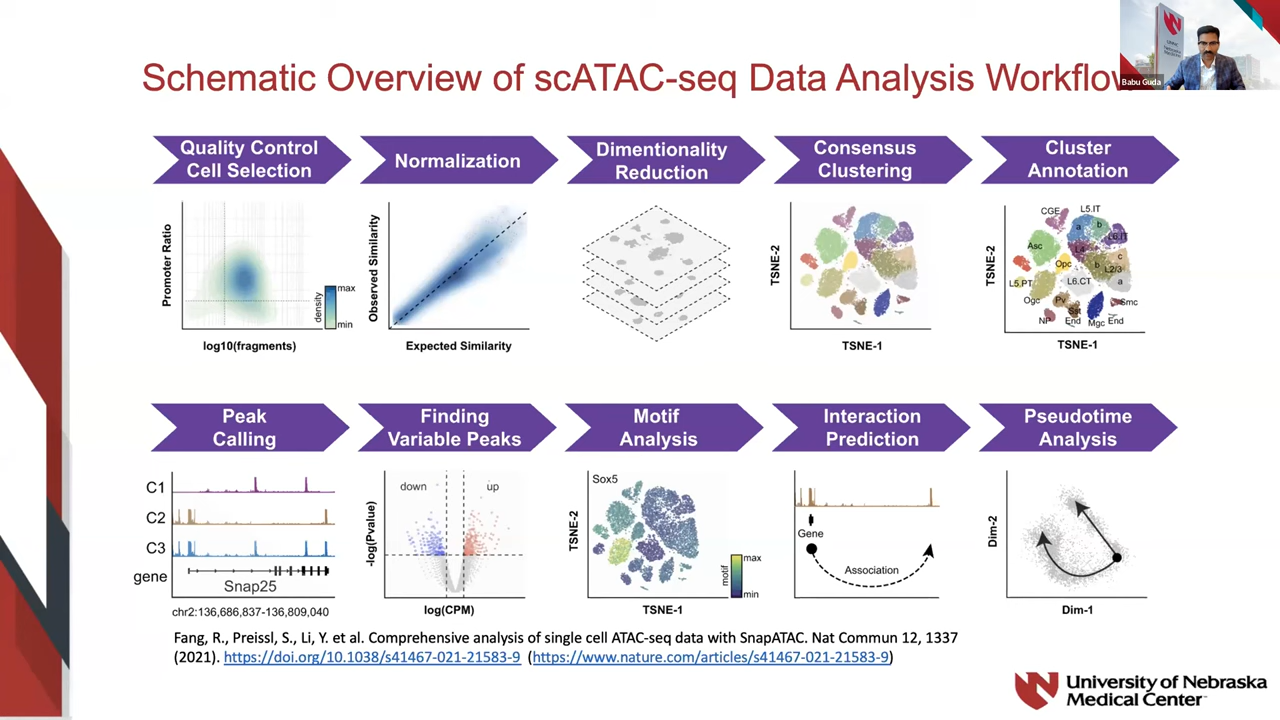 Schematic Overview of scATAC-seq Data Analysis Workflow
Babu Guda
Quality Control
Cell Selection
Normalization
Dimentionality
Reduction
Consensus
Clustering
Cluster
Annotation
Promoter Ratio
density
max
min
log10(fragments)
Observed Similarity
Expected Similarity
TSNE-2
TSNE-1
TSNE-2
CGE
L5.IT
a
b
L6.IT
Asc
L4
c
Opc
b
L2/3
L5.PT
L6.CT
a
Ogc
Pv
Sst
Smc
NP
End
Mgc
End
TSNE-1
Peak
Calling
Finding
Variable Peaks
Motif
Analysis
Interaction
Prediction
Pseudotime
Analysis
C1
C2
C3
gene
Snap25
chr2:136,686,837-136,809,040
-log(Pvalue)
down
up
log(CPM)
Sox5
TSNE-2
motif
max
min
TSNE-1
Gene
Association
Dim-2
Dim-1
Fang, R., Preissl, S., Li, Y. et al. Comprehensive analysis of single cell ATAC-seq data with SnapATAC. Nat Commun 12, 1337
(2021). https://doi.org/10.1038/s41467-021-21583-9 (https://www.nature.com/articles/s41467-021-21583-9)
University of Nebraska
Medical Center